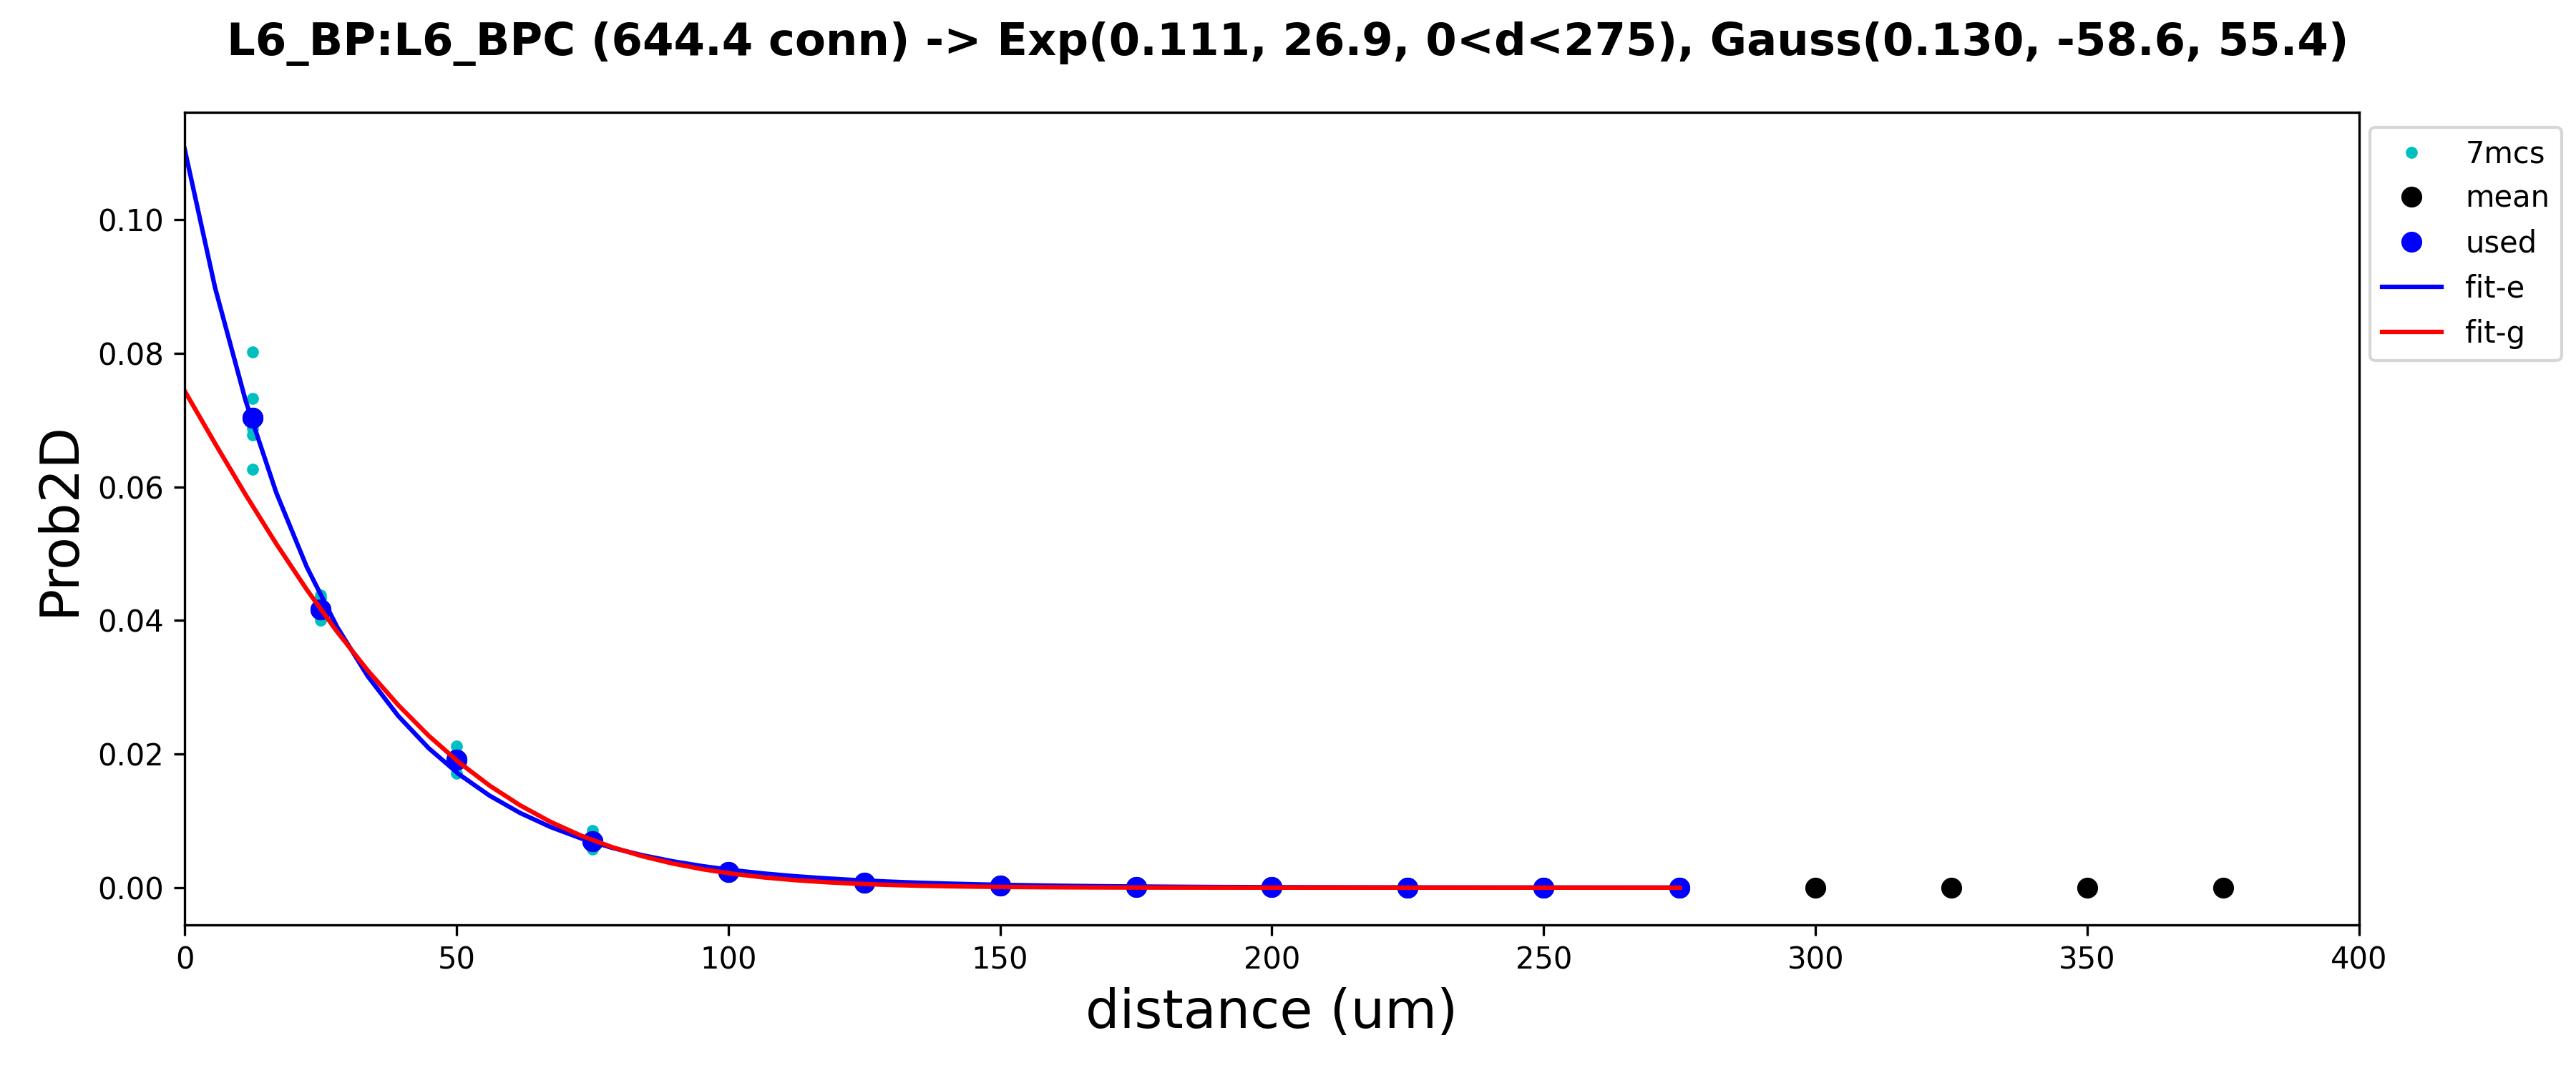 L6_BP:L6_BPC (644.4 conn) -> Exp(0.111, 26.9, 0<d<275), Gauss(0.130, -58.6, 55.4)
7mcs
mean
used
fit-e
fit-g
Prob2D
0.10
0.08
0.06
0.04
0.02
0.00
0 50 100 150 200 250 300 350 400
distance (um)